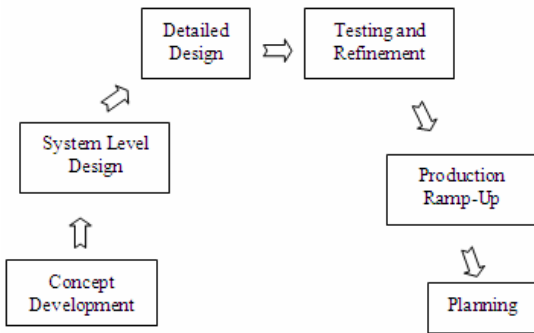 Detailed
Design
Testing and
Refinement
System Level
Design
Production
Ramp-Up
Concept
Development
Planning